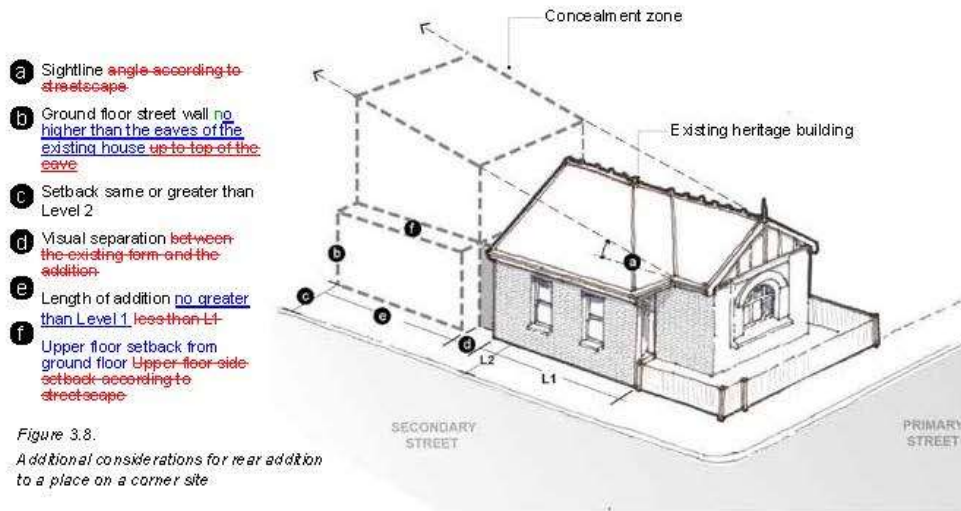 Concealment zone
a Sightline angle according to
streetscape
b Ground floor street wall no
higher than the eaves of the
existing house up to top of the
eave
c Setback same or greater than
Level 2
d Visual separation between
the existing form and the
addition
e Length of addition no greater
than Level 1 less than L1
f Upper floor setback from
ground floor Upper floor side
setback according to
streetscape
Figure 3.8.
Additional considerations for rear addition
to a place on a corner site
Existing heritage building
f
b
a
c
e
d
L2
L1
SECONDARY
STREET
PRIMARY
STREET